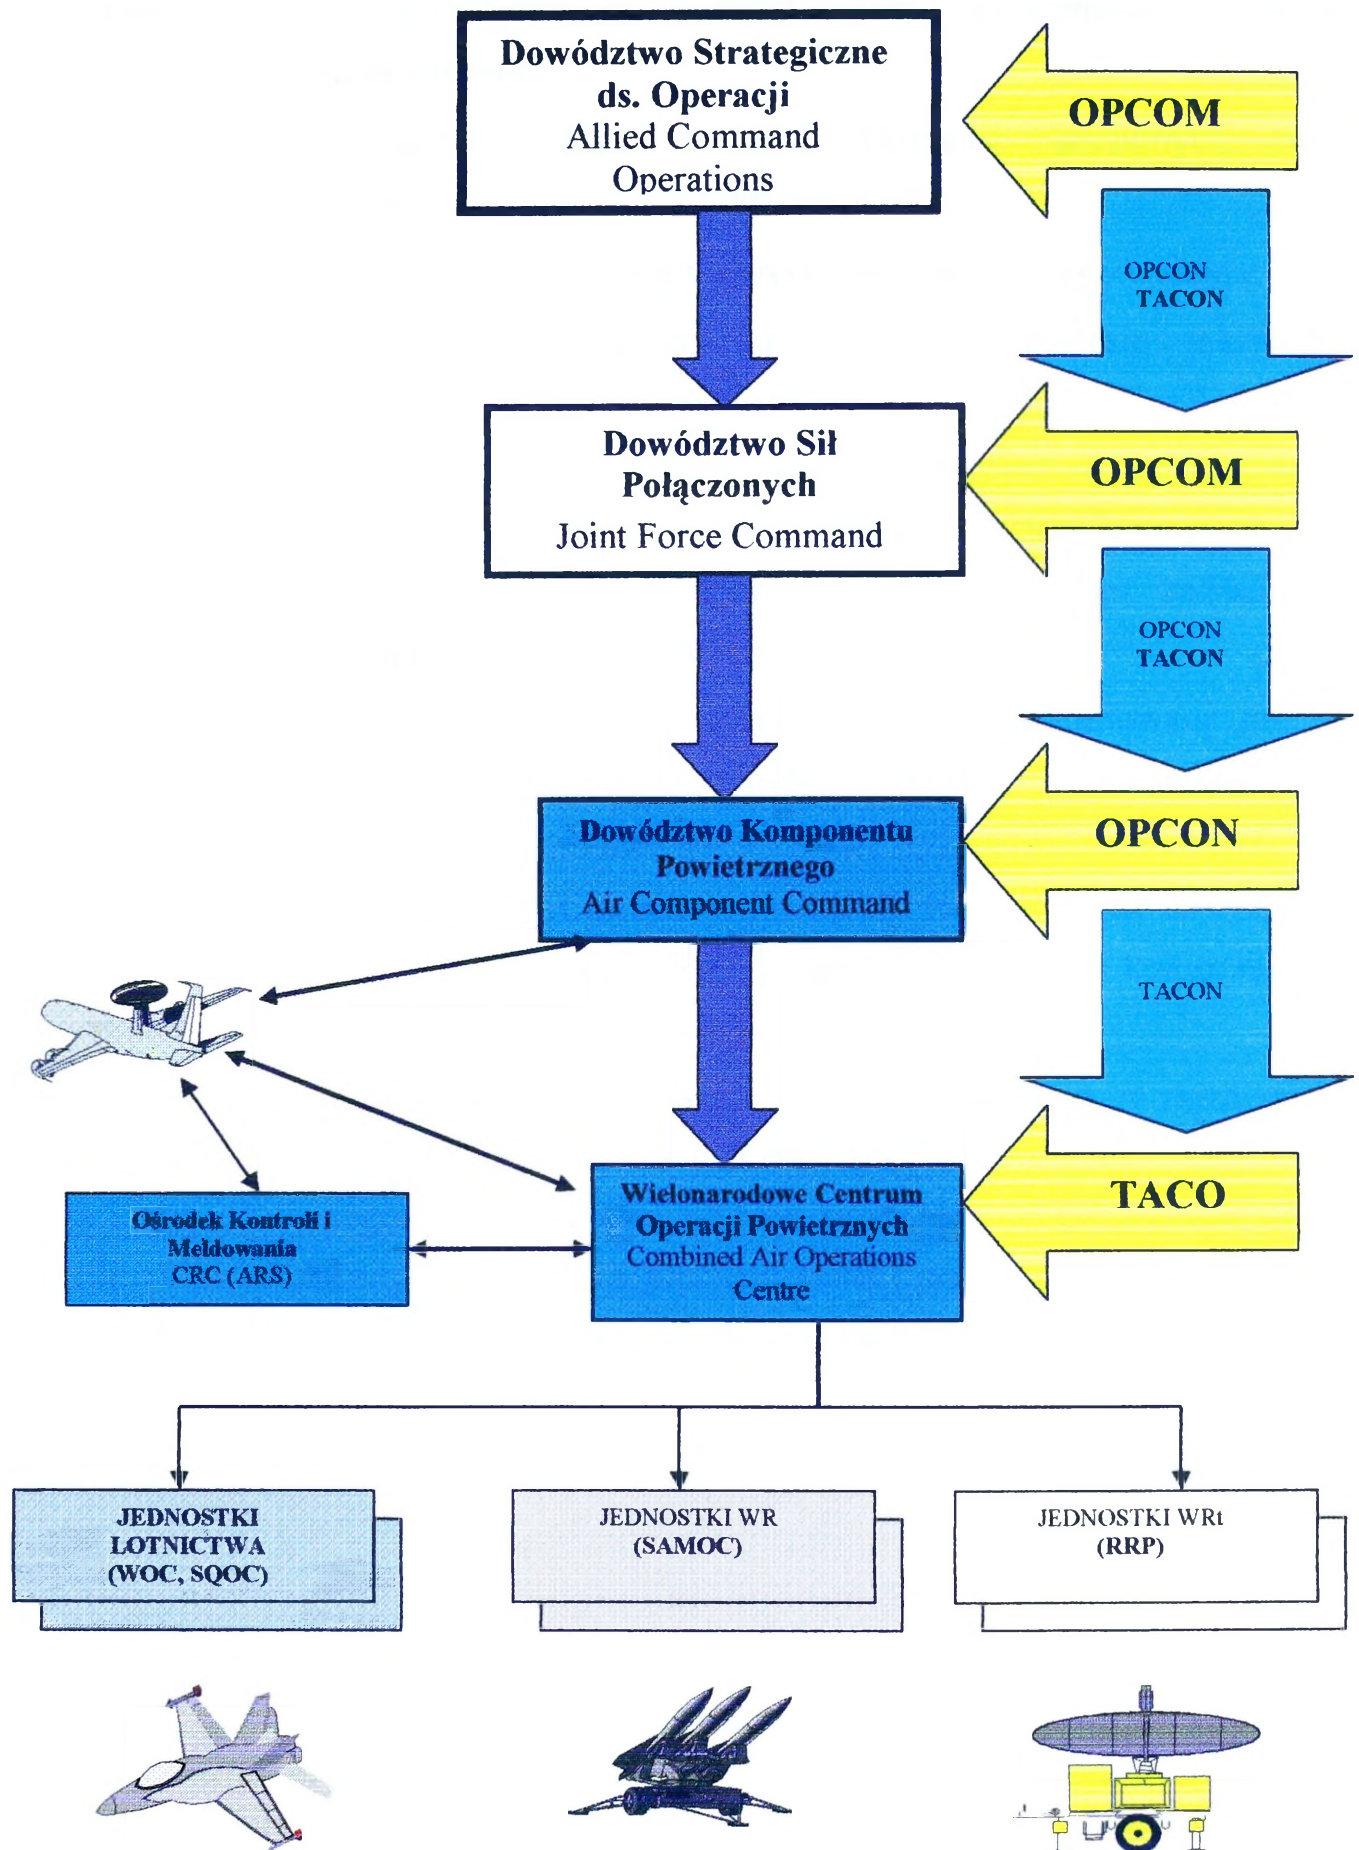 Dowództwo Strategiczne
ds. Operacji
Allied Command
Operations
OPCOM
OPCON
TACON
Dowództwo Sił
Połączonych
Joint Force Command
OPCOM
OPCON
TACON
Dowództwo Komponentu
Powietrznego
Air Component Command
OPCON
TACON
Wielonarodowe Centrum
Operacji Powietrznych
Combined Air Operations
Centre
TACO
Ośrodek Kontroli i
Meldowania
CRC (ARS)
JEDNOSTKI
LOTNICTWA
(WOC, SQOC)
JEDNOSTKI WR
(SAMOC)
JEDNOSTKI WRt
(RRP)